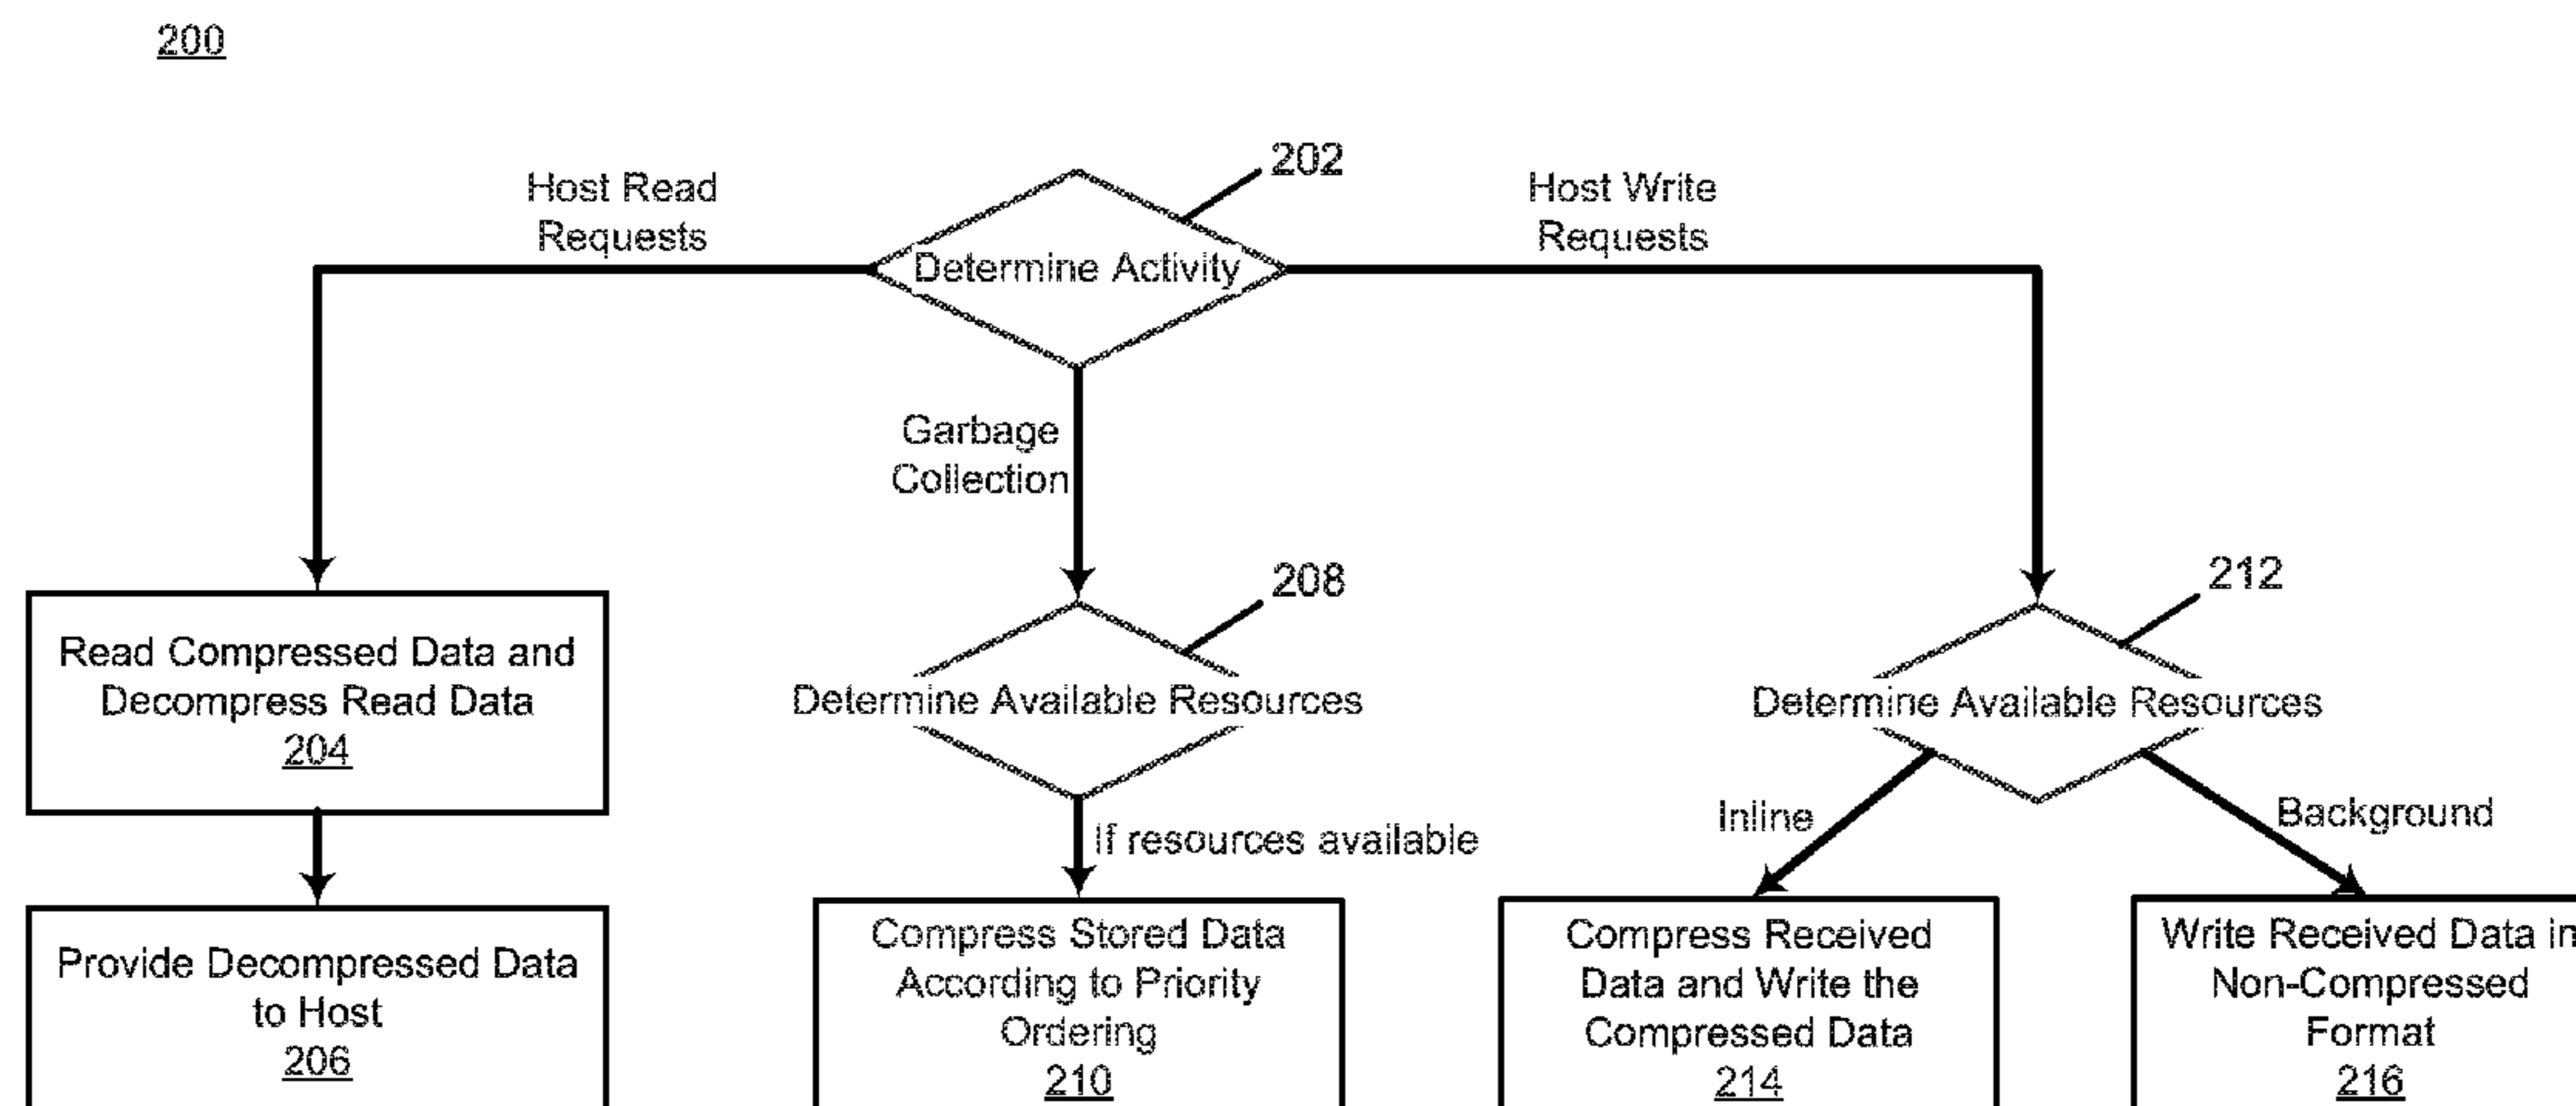 200
202
Host Read
Requests
Host Write
Requests
Determine Activity
Garbage
Collection
208
212
Read Compressed Data and
Decompress Read Data
204
Determine Available Resources
Determine Available Resources
If resources available
Inline
Background
Provide Decompressed Data
to Host
206
Compress Stored Data
According to Priority
Ordering
210
Compress Received
Data and Write the
Compressed Data
214
Write Received Data in
Non-Compressed
Format
216